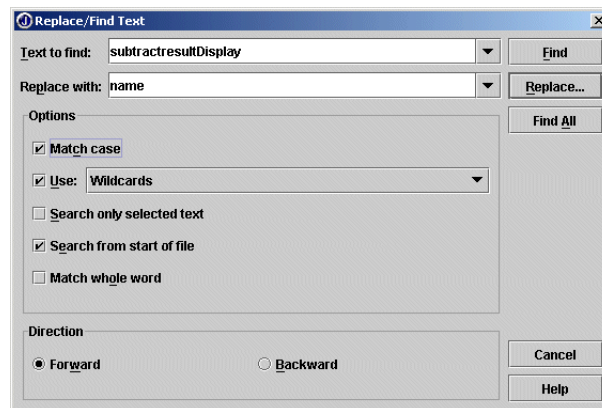 Replace/Find Text
Text to find: subtractresultDisplay Find
Replace with: name Replace...
Options Find All
Match case
Use: Wildcards
Search only selected text
Search from start of file
Match whole word
Direction
Forward Backward Cancel
Help